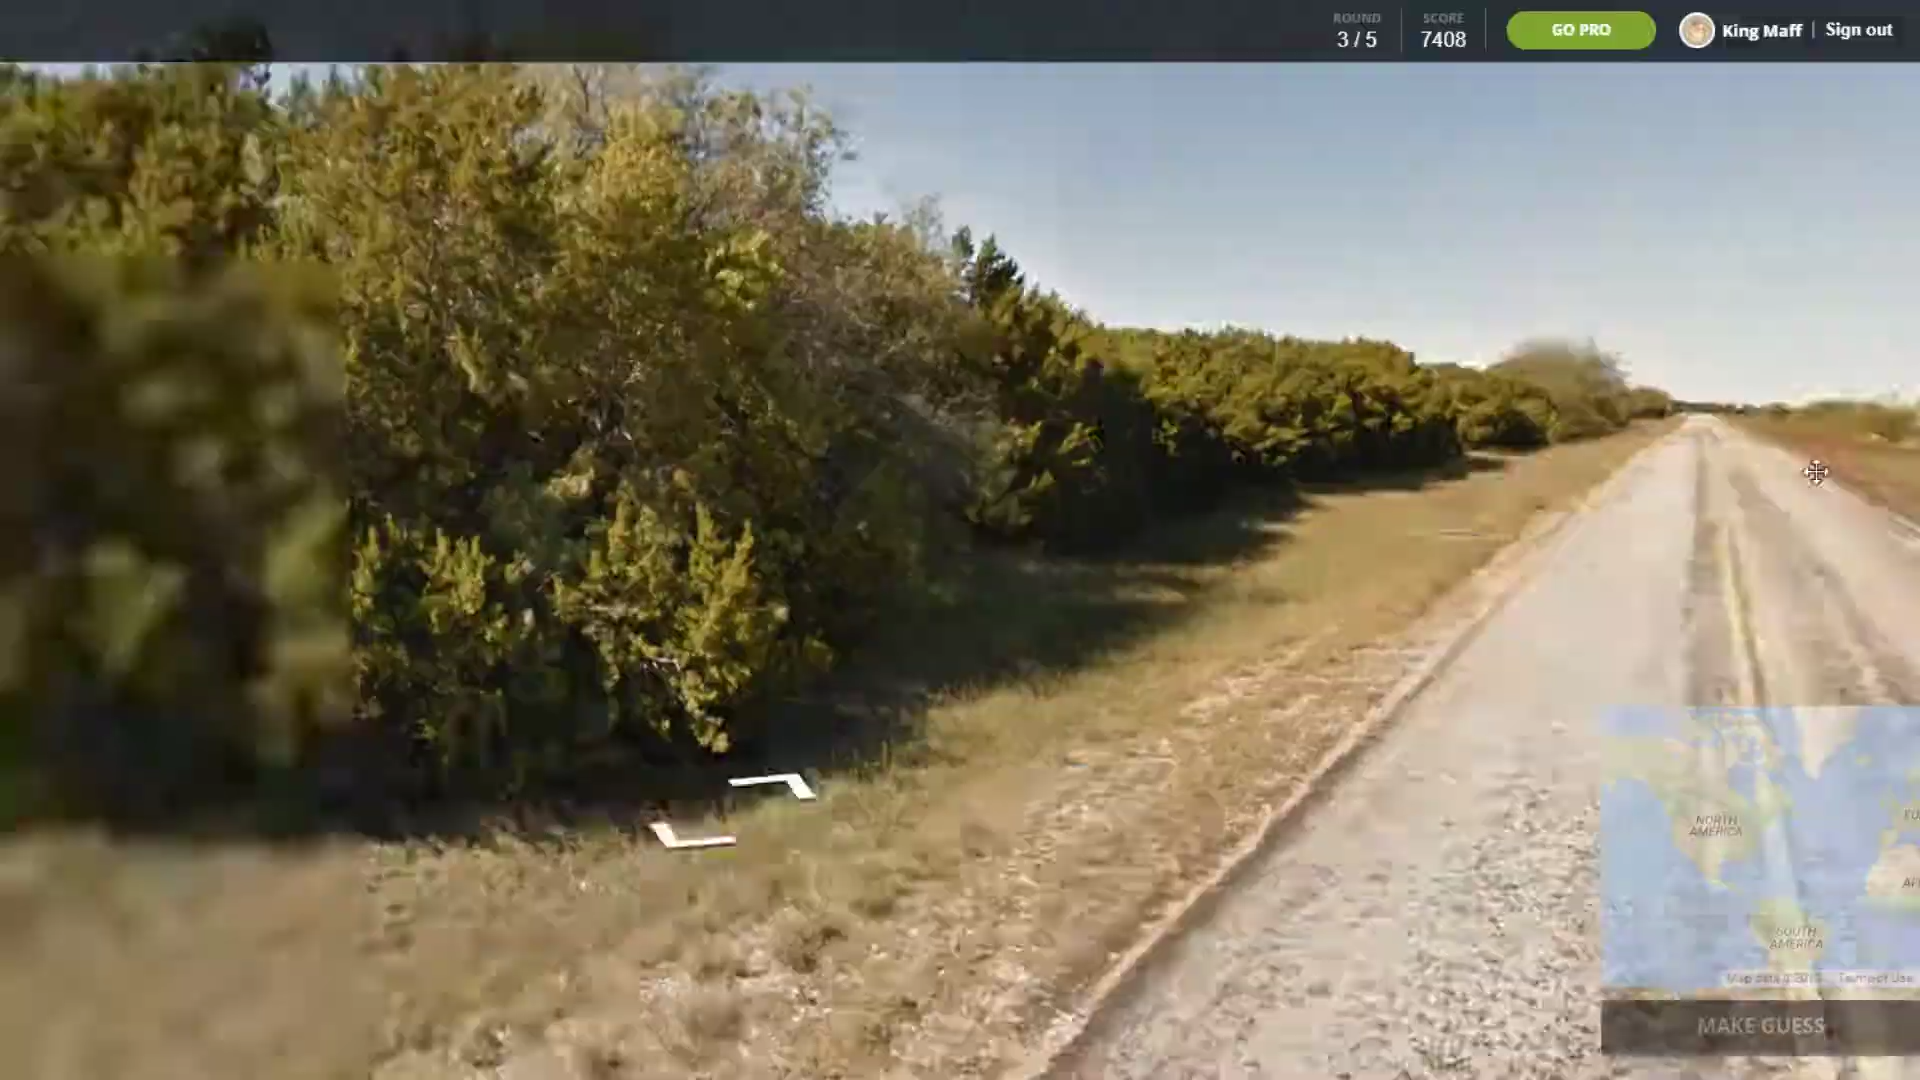 ROUND
3 / 5
SCORE
7408
GO PRO
King Maff
Sign out
NORTH
AMERICA
SOUTH
AMERICA
MAKE GUESS